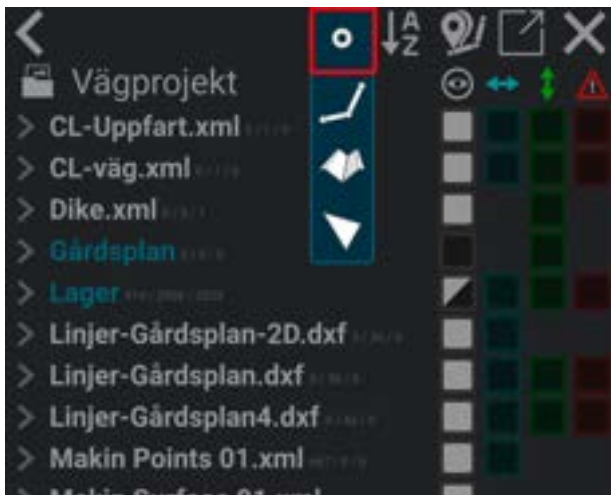 A
Z
Vägprojekt
CL-Uppfart.xml
CL-väg.xml
Dike.xml
Gårdsplan
Lager
Linjer-Gårdsplan-2D.dxf
Linjer-Gårdsplan.dxf
Linjer-Gårdsplan4.dxf
Makin Points 01.xml